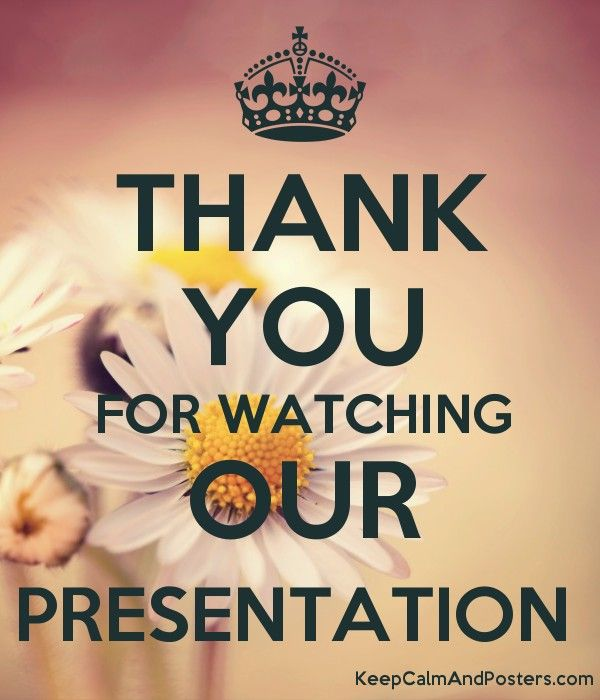 THANK
YOU
FOR WATCHING
OUR
PRESENTATION
KeepCalmAndPosters.com